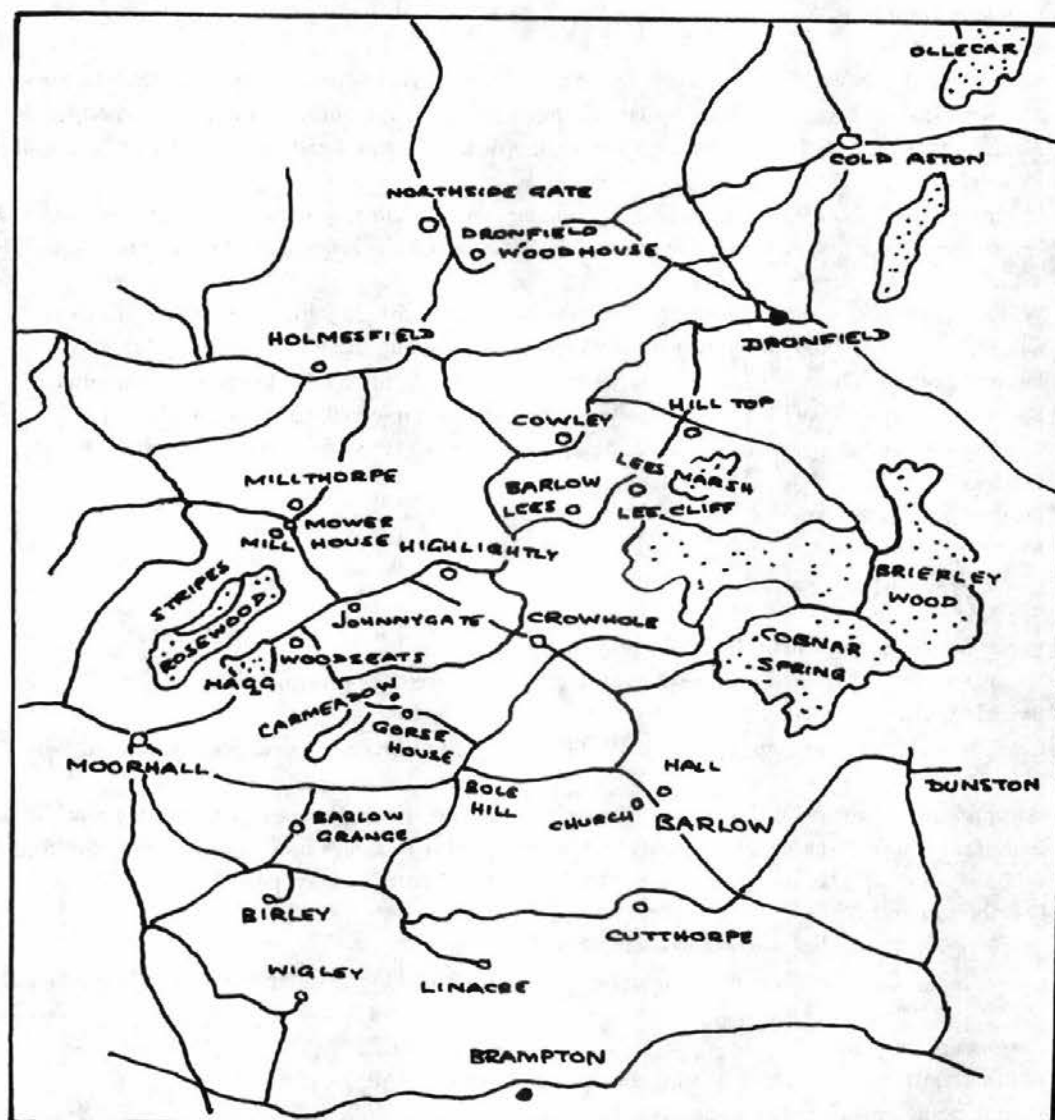 OLLECAR
COLD ASTON
NORTHSIDE GATE
DRONFIELD
WOODHOUSE
HOLMESFIELD
DRONFIELD
HILL TOP
COWLEY
LEES MARSH
MILLTHORPE
BARLOW
LEES
LEE CLIFF
MOWER
MILL HOUSE
HIGHLIGHTLY
BRIERLEY
WOOD
STRIPES
ROSEWOOD
JOHNNYGATE
CROWHOLE
COBNAR
SPRING
WOODSEATS
HAGG
CARMEADOW
GORSE
HOUSE
MOORHALL
HALL
DUNSTON
BOLE
HILL
BARLOW
GRANGE
CHURCH
BARLOW
BIRLEY
CUTTHORPE
WIGLEY
LINACRE
BRAMPTON